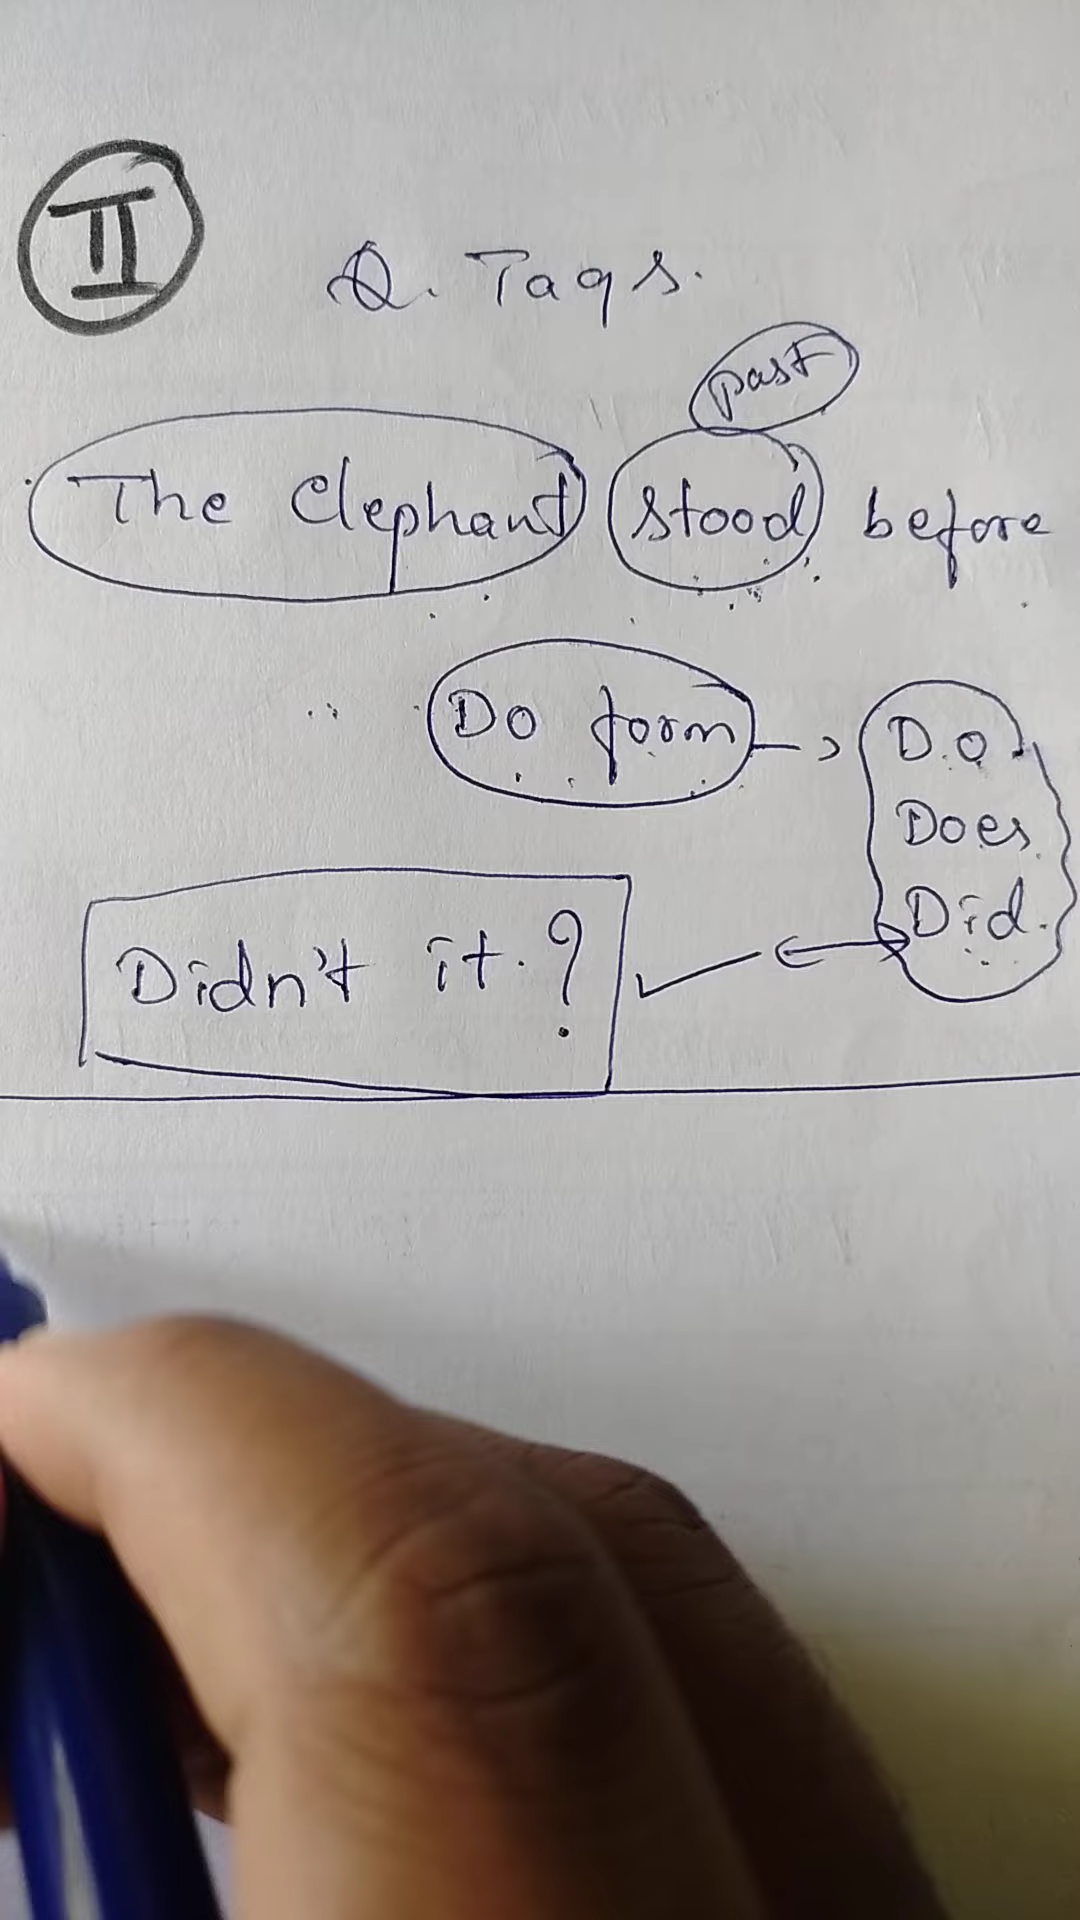 II
Q. Tags.
past
The elephant stood before
Do form → Do
Does
Did.
Didn't it.?